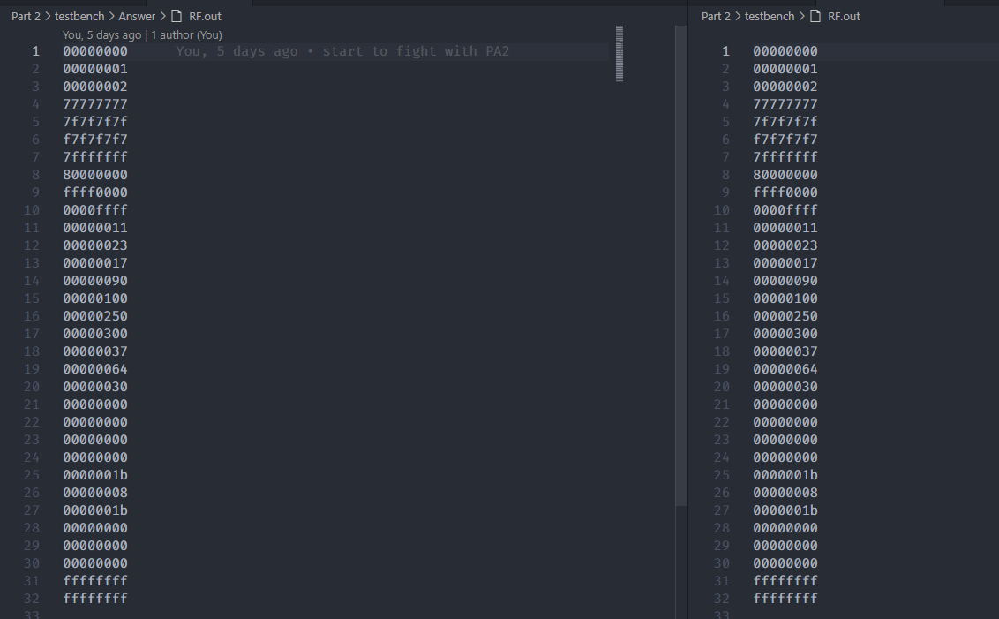 Part 2 > testbench > Answer > RF.out
You, 5 days ago | 1 author (You)
1 00000000 You, 5 days ago • start to fight with PA2
2 00000001
3 00000002
4 77777777
5 7f7f7f7f
6 f7f7f7f7
7 7fffffff
8 80000000
9 ffff0000
10 0000ffff
11 00000011
12 00000023
13 00000017
14 00000090
15 00000100
16 00000250
17 00000300
18 00000037
19 00000064
20 00000030
21 00000000
22 00000000
23 00000000
24 00000000
25 0000001b
26 00000008
27 0000001b
28 00000000
29 00000000
30 00000000
31 ffffffff
32 ffffffff
33
Part 2 > testbench > RF.out
1 00000000
2 00000001
3 00000002
4 77777777
5 7f7f7f7f
6 f7f7f7f7
7 7fffffff
8 80000000
9 ffff0000
10 0000ffff
11 00000011
12 00000023
13 00000017
14 00000090
15 00000100
16 00000250
17 00000300
18 00000037
19 00000064
20 00000030
21 00000000
22 00000000
23 00000000
24 00000000
25 0000001b
26 00000008
27 0000001b
28 00000000
29 00000000
30 00000000
31 ffffffff
32 ffffffff
33